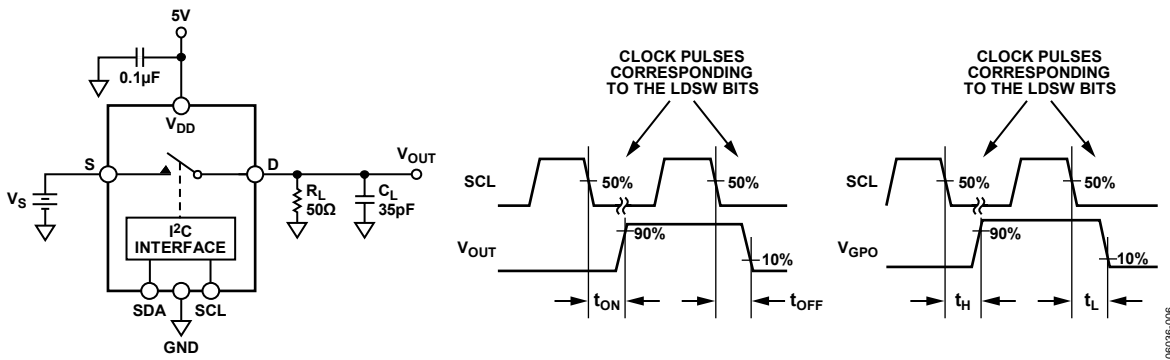 5V
0.1µF
VDD
S
D
VOUT
VS
RL
50Ω
CL
35pF
I2C
INTERFACE
SDA
SCL
GND
CLOCK PULSES
CORRESPONDING
TO THE LDSW BITS
SCL
50%
50%
VOUT
90%
10%
tON
tOFF
CLOCK PULSES
CORRESPONDING
TO THE LDSW BITS
SCL
50%
50%
VGPO
90%
10%
tH
tL
06036-006